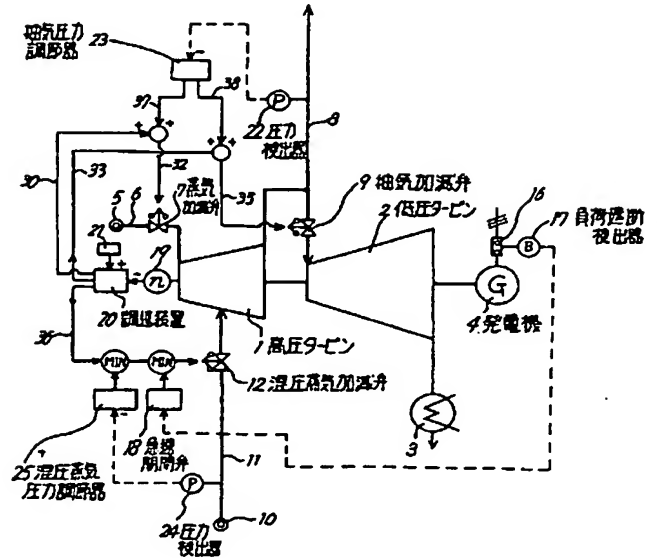 抽気圧力
調節器
23
37
38
P
22圧力
検出器
8
30
33
32
35
5
6
7蒸気
加減弁
9 抽気加減弁
2 低圧タービン
16
17 負荷遮断
検出器
B
21
19
n
20 調速装置
G
4 発電機
36
1 高圧タービン
MIN
MIN
12 混圧蒸気加減弁
18 急速
開閉弁
3
11
25 混圧蒸気
圧力調節器
P
24圧力
検出器
10